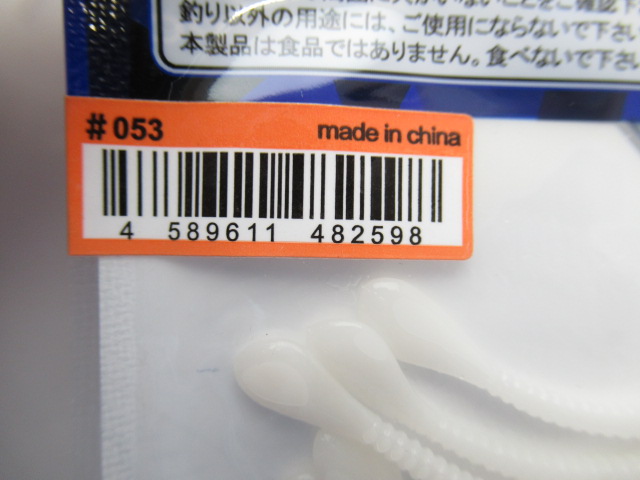 釣り以外の用途には、ご使用にならないで下さい
本製品は食品ではありません。食べないで下さい
#053
made in china
4 589611 482598